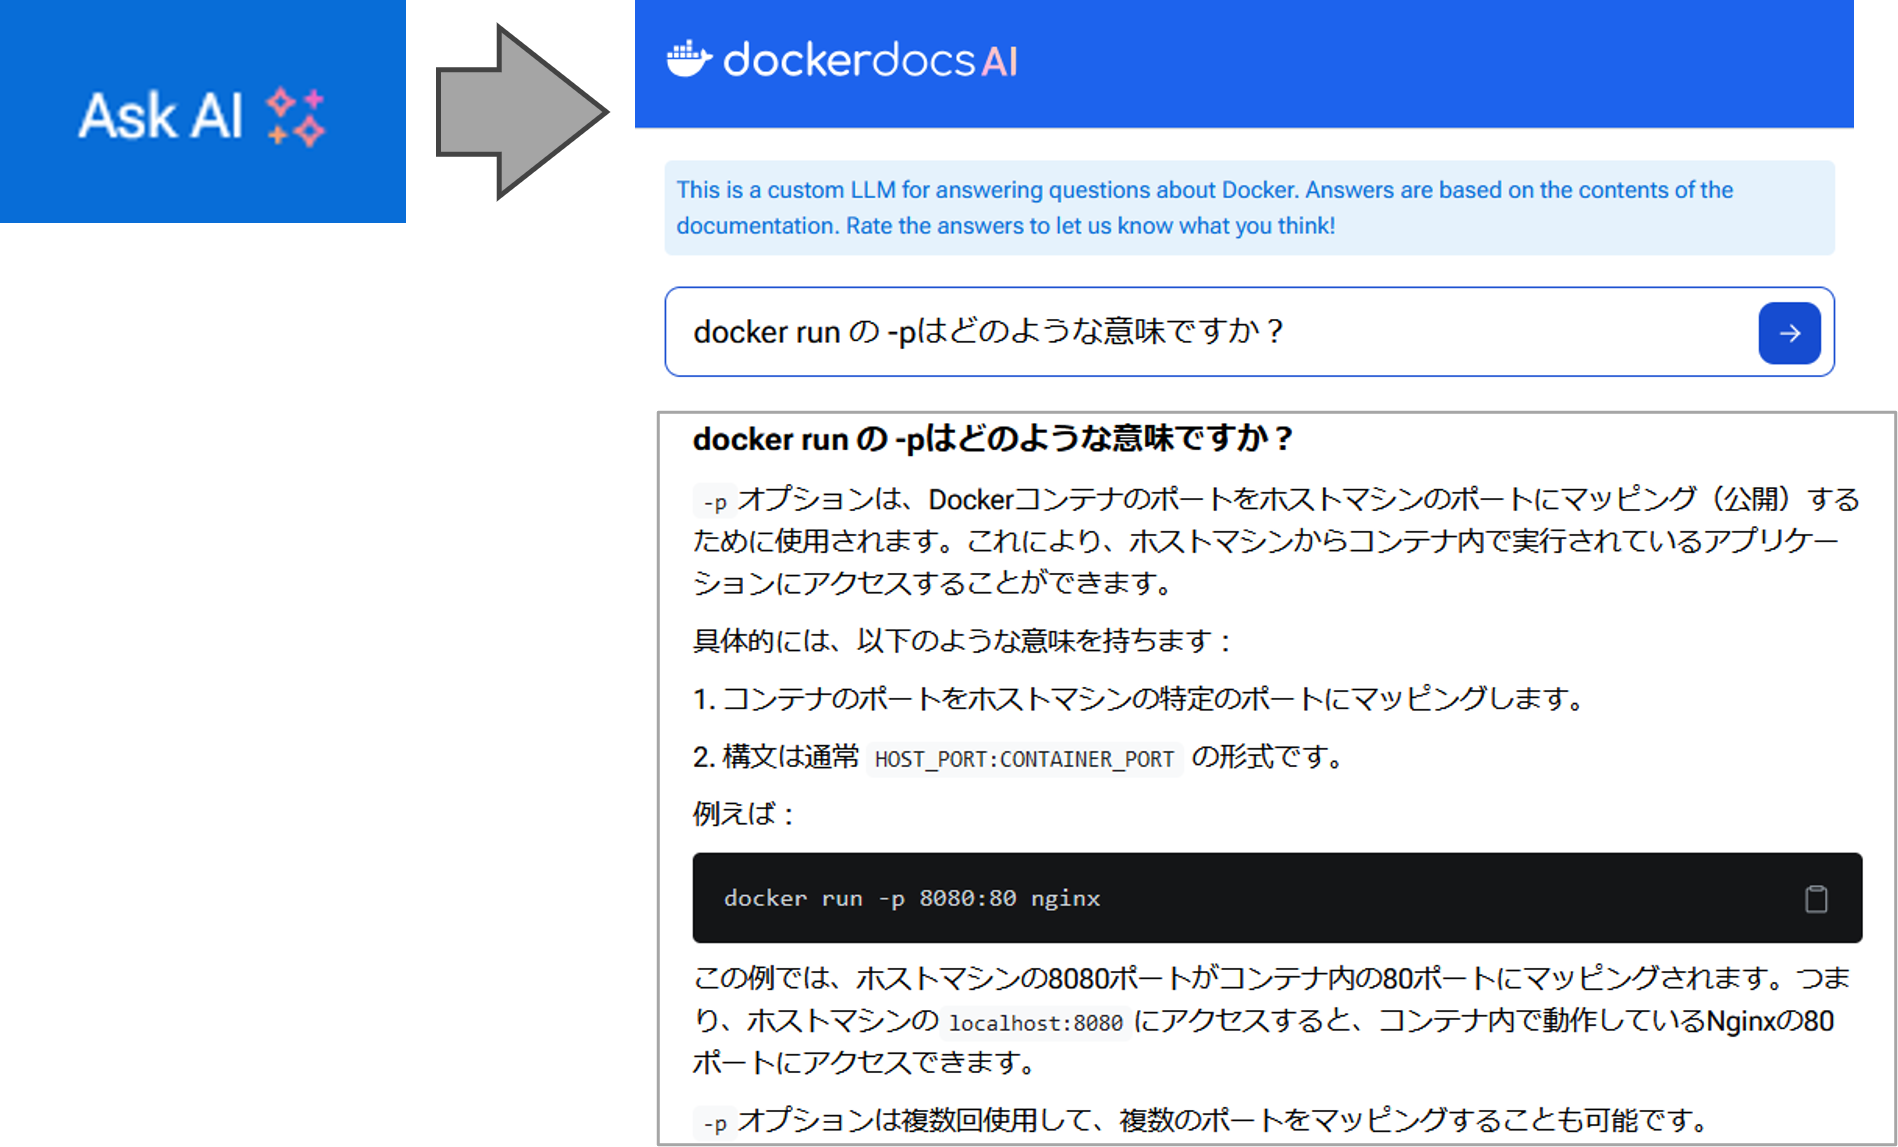 Ask AI
dockerdocs AI
This is a custom LLM for answering questions about Docker. Answers are based on the contents of the
documentation. Rate the answers to let us know what you think!
docker run の -pはどのような意味ですか？
docker run の -pはどのような意味ですか？
-p オプションは、Dockerコンテナのポートをホストマシンのポートにマッピング（公開）する
ために使用されます。これにより、ホストマシンからコンテナ内で実行されているアプリケー
ションにアクセスすることができます。
具体的には、以下のような意味を持ちます：
1. コンテナのポートをホストマシンの特定のポートにマッピングします。
2. 構文は通常 HOST_PORT:CONTAINER_PORT の形式です。
例えば：
docker run -p 8080:80 nginx
この例では、ホストマシンの8080ポートがコンテナ内の80ポートにマッピングされます。つま
り、ホストマシンの localhost:8080 にアクセスすると、コンテナ内で動作しているNginxの80
ポートにアクセスできます。
-p オプションは複数回使用して、複数のポートをマッピングすることも可能です。